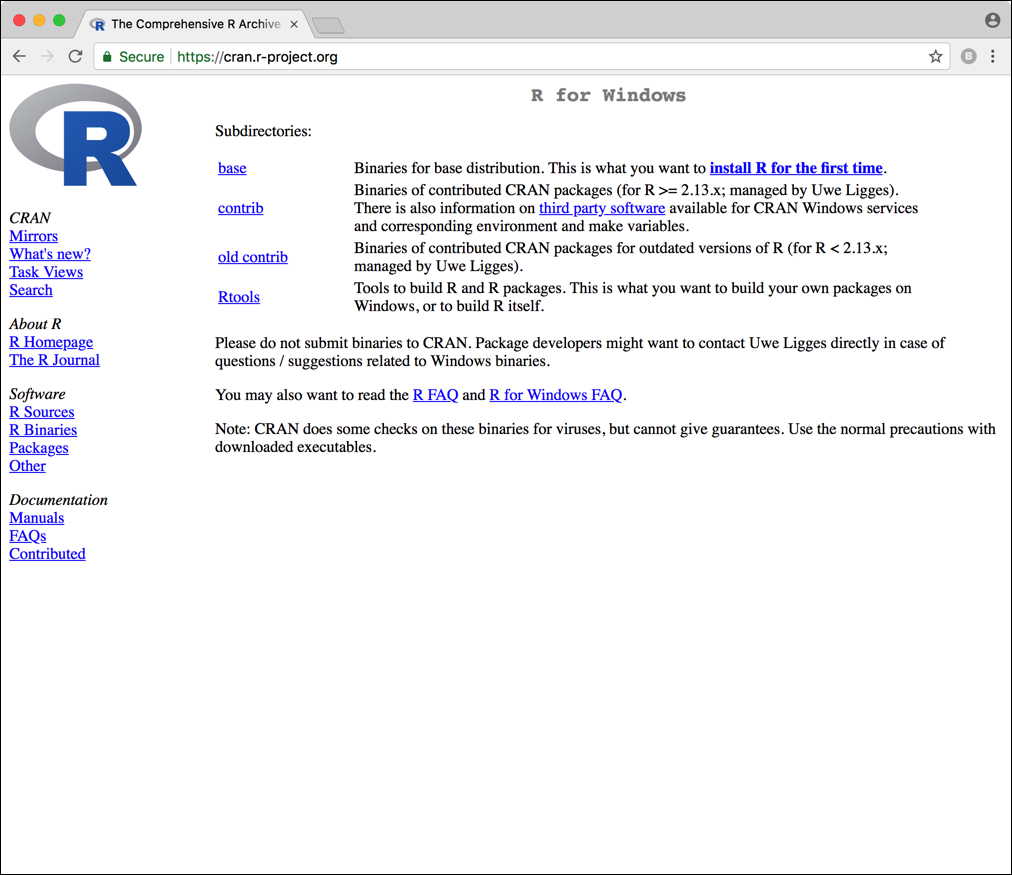 The Comprehensive R Archive
Secure https://cran.r-project.org
B
R
R for Windows
Subdirectories:
base Binaries for base distribution. This is what you want to install R for the first time.
contrib Binaries of contributed CRAN packages (for R >= 2.13.x; managed by Uwe Ligges).
There is also information on third party software available for CRAN Windows services
and corresponding environment and make variables.
old contrib Binaries of contributed CRAN packages for outdated versions of R (for R < 2.13.x;
managed by Uwe Ligges).
Rtools Tools to build R and R packages. This is what you want to build your own packages on
Windows, or to build R itself.
Please do not submit binaries to CRAN. Package developers might want to contact Uwe Ligges directly in case of
questions / suggestions related to Windows binaries.
You may also want to read the R FAQ and R for Windows FAQ.
Note: CRAN does some checks on these binaries for viruses, but cannot give guarantees. Use the normal precautions with
downloaded executables.
CRAN
Mirrors
What's new?
Task Views
Search
About R
R Homepage
The R Journal
Software
R Sources
R Binaries
Packages
Other
Documentation
Manuals
FAQs
Contributed